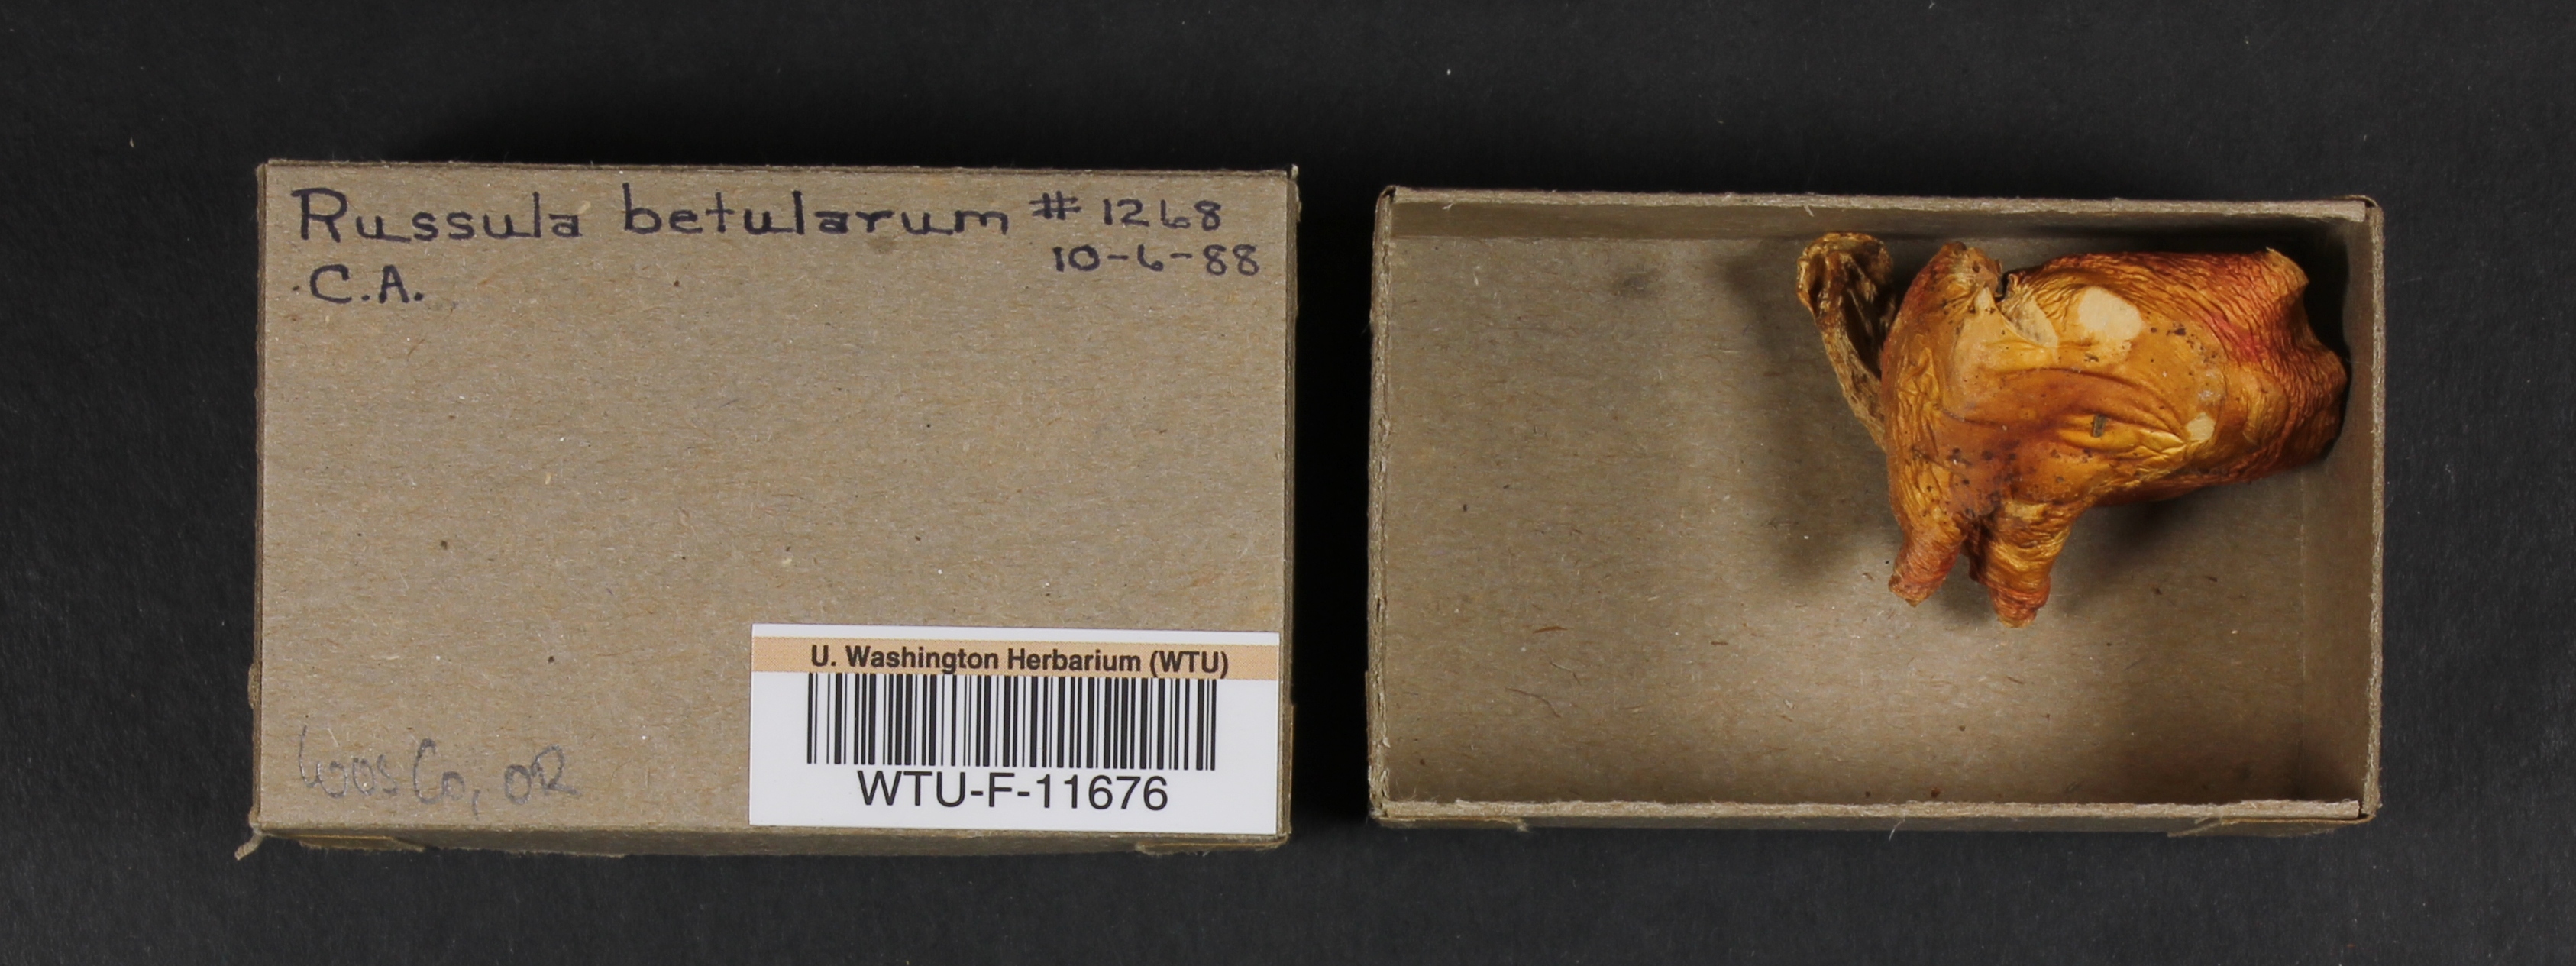 Russula betularum #1268
10-6-88
C.A.
Coos Co, OR
U. Washington Herbarium (WTU)
WTU-F-11676